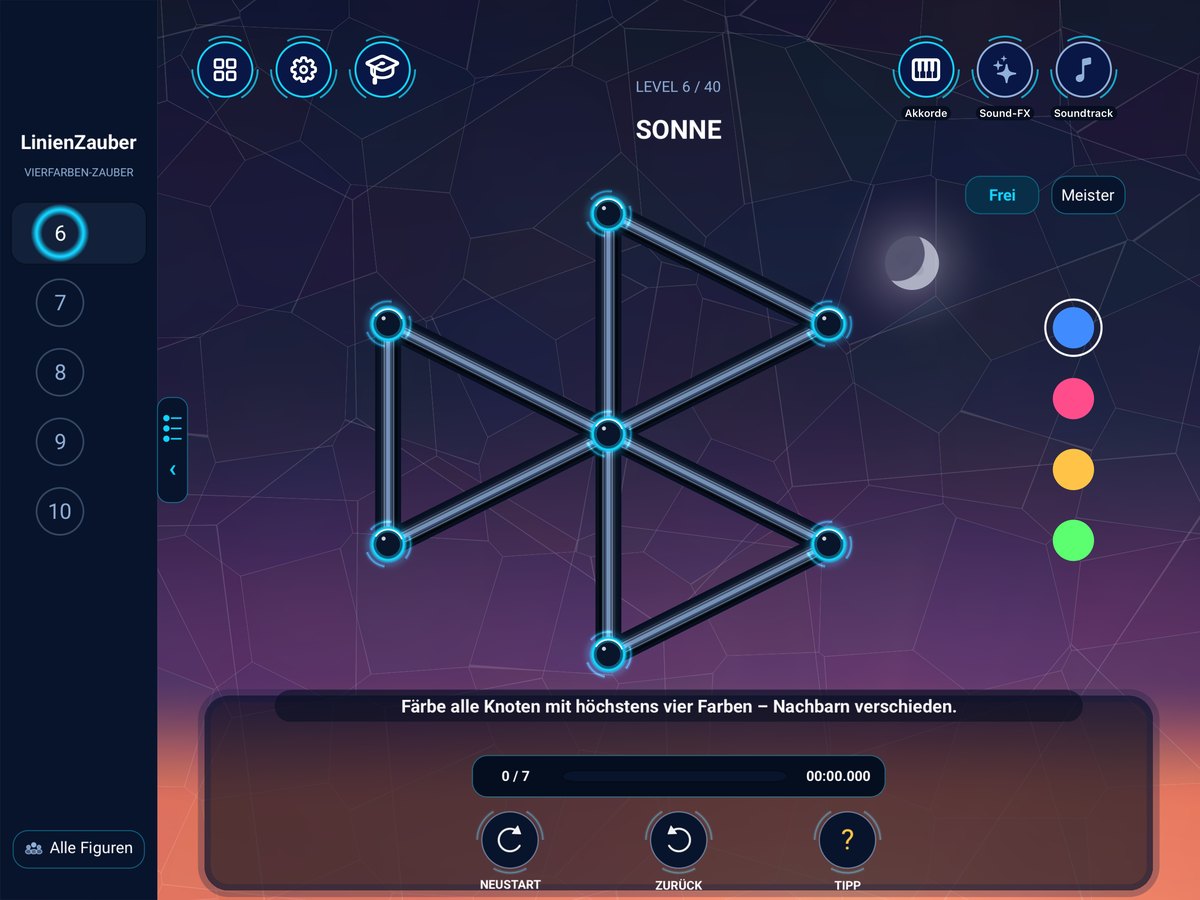 LEVEL 6 / 40
SONNE
Akkorde
Sound-FX
Soundtrack
LinienZauber
VIERFARBEN-ZAUBER
Frei
Meister
6
7
8
9
10
Alle Figuren
Färbe alle Knoten mit höchstens vier Farben – Nachbarn verschieden.
0 / 7
00:00.000
?
NEUSTART
ZURÜCK
TIPP